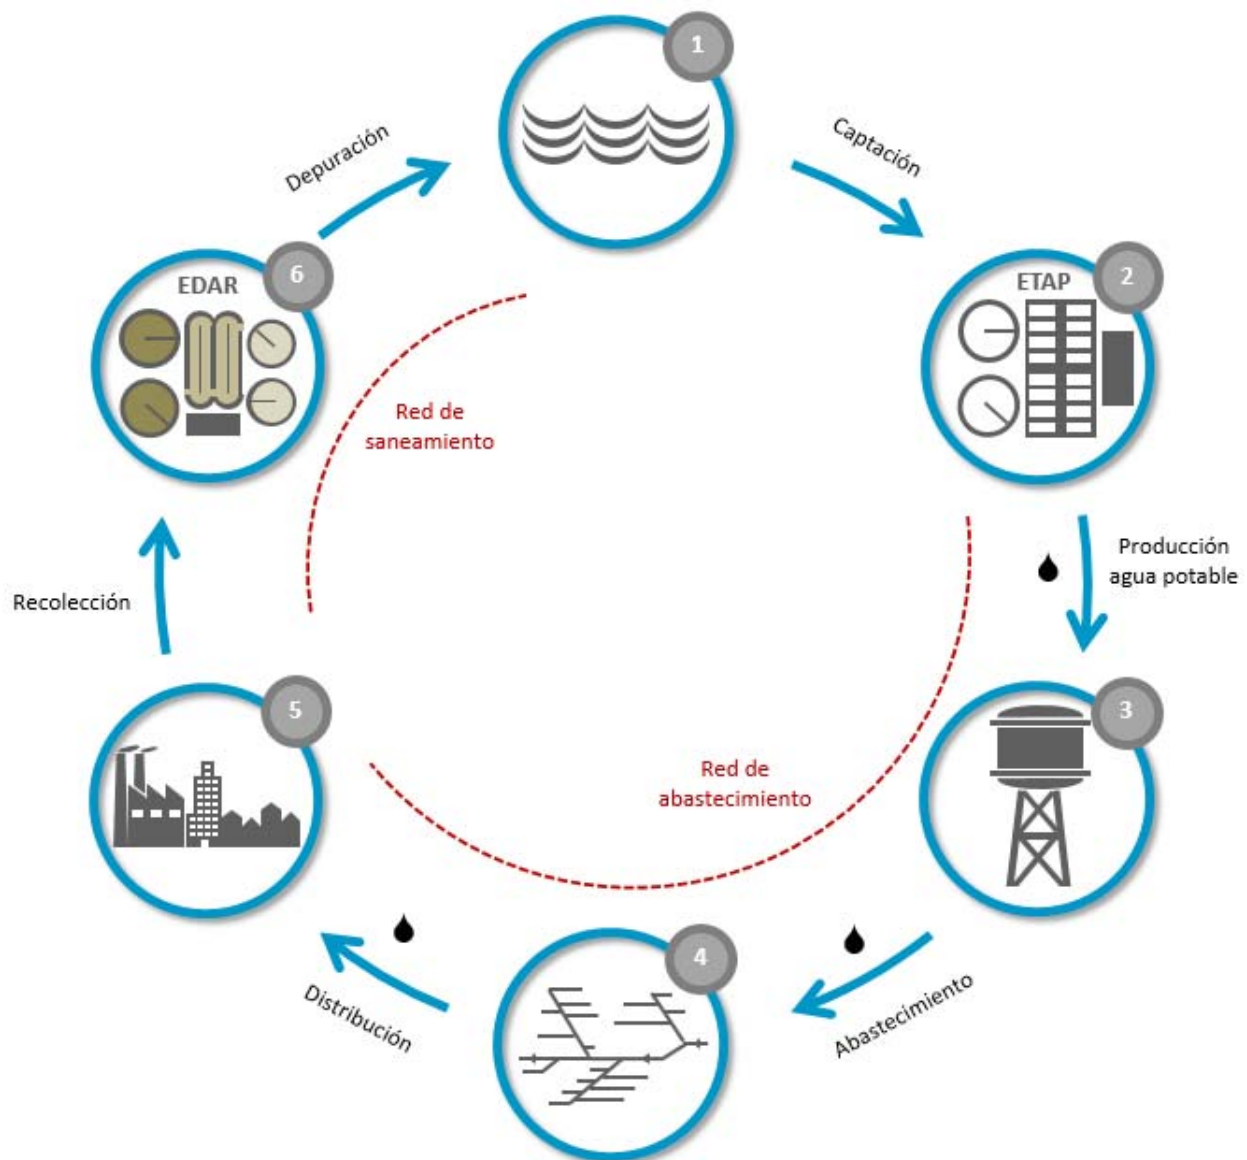 1
Captación
2
ETAP
Producción
agua potable
3
Abastecimiento
4
Distribución
5
Recolección
6
EDAR
Depuración
Red de
saneamiento
Red de
abastecimiento